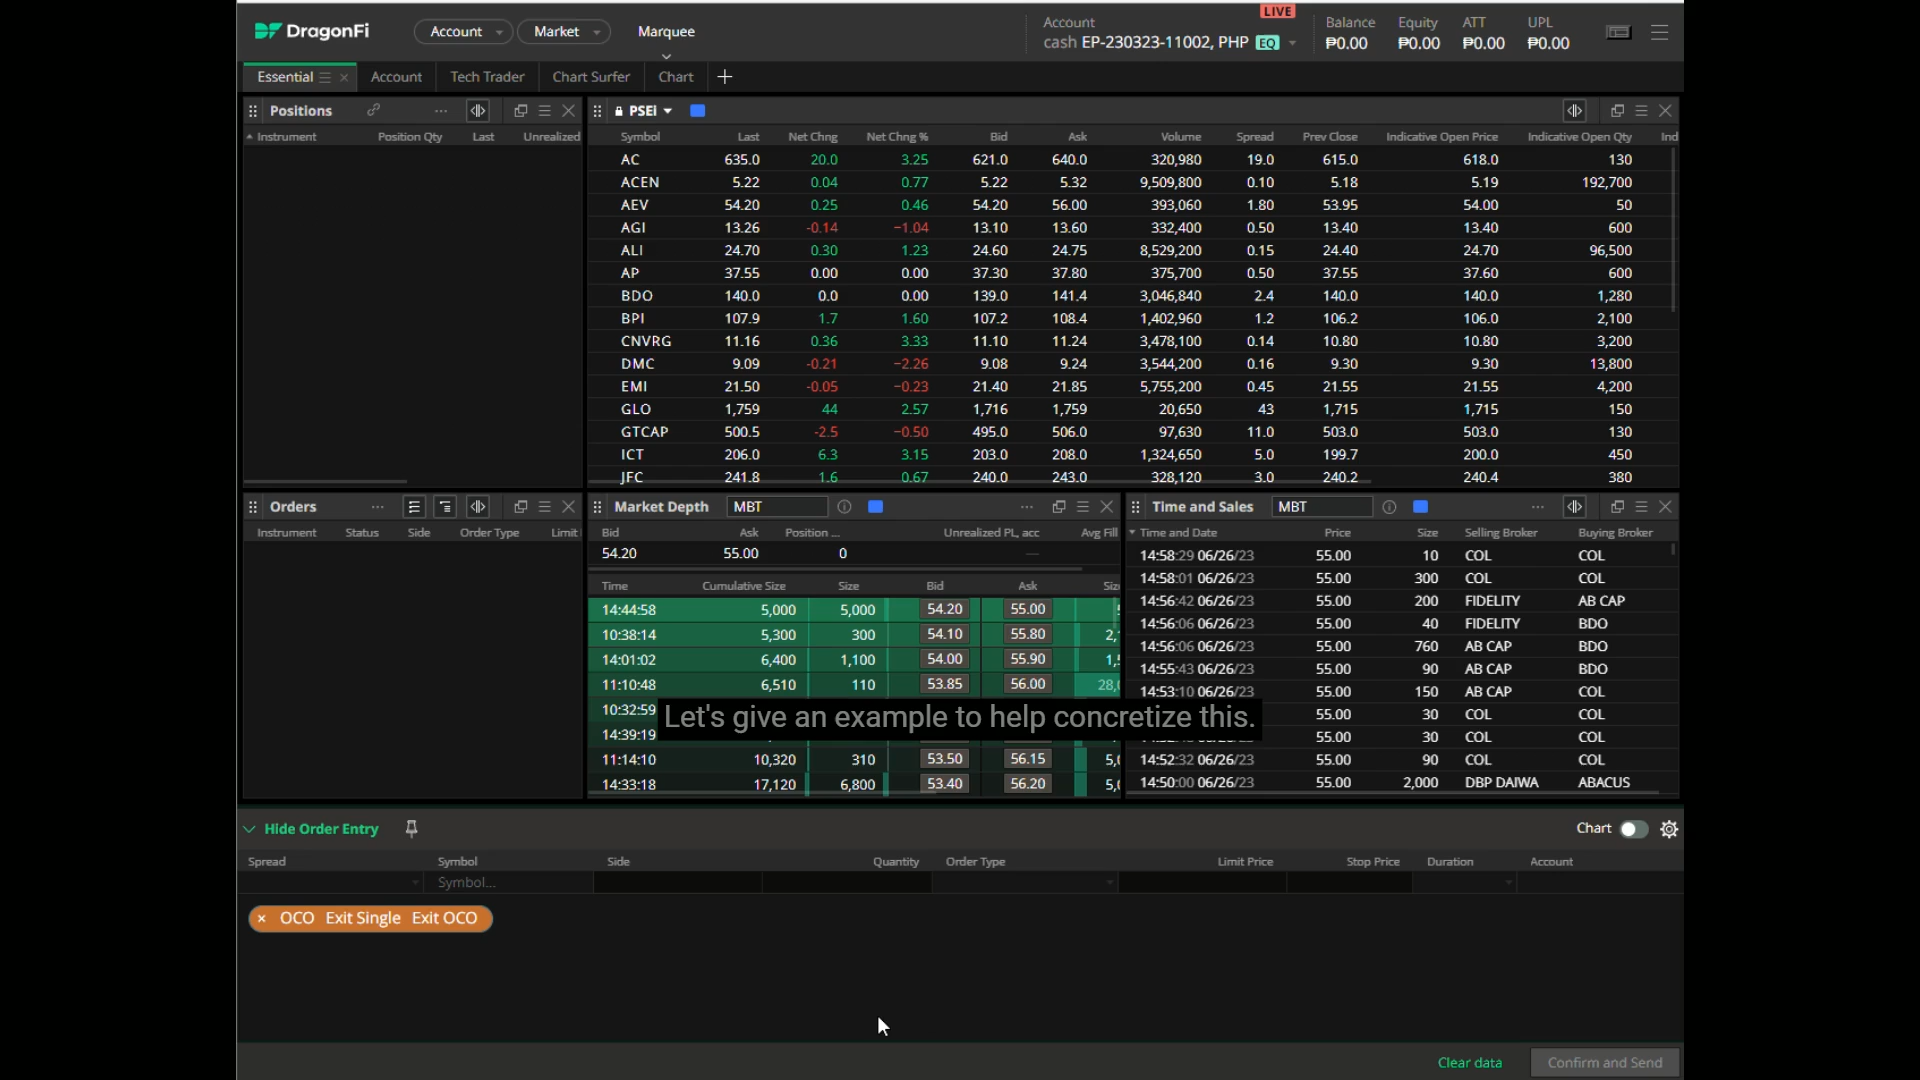 LIVE
DragonFi Account Market Marquee Account Balance Equity ATT UPL
cash EP-230323-11002, PHP EQ ₱0.00 ₱0.00 ₱0.00 ₱0.00
Essential Account Tech Trader Chart Surfer Chart +
Positions
Instrument Position Qty Last Unrealized
PSEi
Symbol Last Net Chng Net Chng % Bid Ask Volume Spread Prev Close Indicative Open Price Indicative Open Qty Ind
AC 635.0 20.0 3.25 621.0 640.0 320,980 19.0 615.0 618.0 130
ACEN 5.22 0.04 0.77 5.22 5.32 9,509,800 0.10 5.18 5.19 192,700
AEV 54.20 0.25 0.46 54.20 56.00 393,060 1.80 53.95 54.00 50
AGI 13.26 -0.14 -1.04 13.10 13.60 332,400 0.50 13.40 13.40 600
ALI 24.70 0.30 1.23 24.60 24.75 8,529,200 0.15 24.40 24.70 96,500
AP 37.55 0.00 0.00 37.30 37.80 375,700 0.50 37.55 37.60 600
BDO 140.0 0.0 0.00 139.0 141.4 3,046,840 2.4 140.0 140.0 1,280
BPI 107.9 1.7 1.60 107.2 108.4 1,402,960 1.2 106.2 106.0 2,100
CNVRG 11.16 0.36 3.33 11.10 11.24 3,478,100 0.14 10.80 10.80 3,200
DMC 9.09 -0.21 -2.26 9.08 9.24 3,544,200 0.16 9.30 9.30 13,800
EMI 21.50 -0.05 -0.23 21.40 21.85 5,755,200 0.45 21.55 21.55 4,200
GLO 1,759 44 2.57 1,716 1,759 20,650 43 1,715 1,715 150
GTCAP 500.5 -2.5 -0.50 495.0 506.0 97,630 11.0 503.0 503.0 130
ICT 206.0 6.3 3.15 203.0 208.0 1,324,650 5.0 199.7 200.0 450
JFC 241.8 1.6 0.67 240.0 243.0 328,120 3.0 240.2 240.4 380
Orders
Instrument Status Side Order Type Limit
Market Depth MBT
Bid Ask Position ... Unrealized PL, acc Avg Fill
54.20 55.00 0 —
Time Cumulative Size Size Bid Ask
14:44:58 5,000 5,000 54.20 55.00
10:38:14 5,300 300 54.10 55.80
14:01:02 6,400 1,100 54.00 55.90
11:10:48 6,510 110 53.85 56.00
10:32:59
14:39:19
11:14:10 10,320 310 53.50 56.15
14:33:18 17,120 6,800 53.40 56.20
Time and Sales MBT
Time and Date Price Size Selling Broker Buying Broker
14:58:29 06/26/23 55.00 10 COL COL
14:58:01 06/26/23 55.00 300 COL COL
14:56:42 06/26/23 55.00 200 FIDELITY AB CAP
14:56:06 06/26/23 55.00 40 FIDELITY BDO
14:56:06 06/26/23 55.00 760 AB CAP BDO
14:55:43 06/26/23 55.00 90 AB CAP BDO
14:53:10 06/26/23 55.00 150 AB CAP COL
55.00 30 COL COL
55.00 30 COL COL
14:52:32 06/26/23 55.00 90 COL COL
14:50:00 06/26/23 55.00 2,000 DBP DAIWA ABACUS
Let's give an example to help concretize this.
Hide Order Entry Chart
Spread Symbol Side Quantity Order Type Limit Price Stop Price Duration Account
Symbol...
× OCO Exit Single Exit OCO
Clear data Confirm and Send